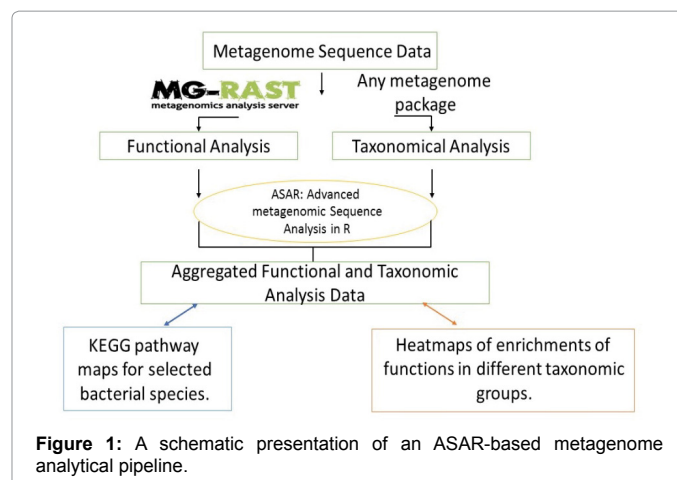 Metagenome Sequence Data
MG-RAST
metagenomics analysis server
Any metagenome
package
Functional Analysis
Taxonomical Analysis
ASAR: Advanced
metagenomic Sequence
Analysis in R
Aggregated Functional and Taxonomic
Analysis Data
KEGG pathway
maps for selected
bacterial species.
Heatmaps of enrichments of
functions in different taxonomic
groups.
Figure 1: A schematic presentation of an ASAR-based metagenome
analytical pipeline.